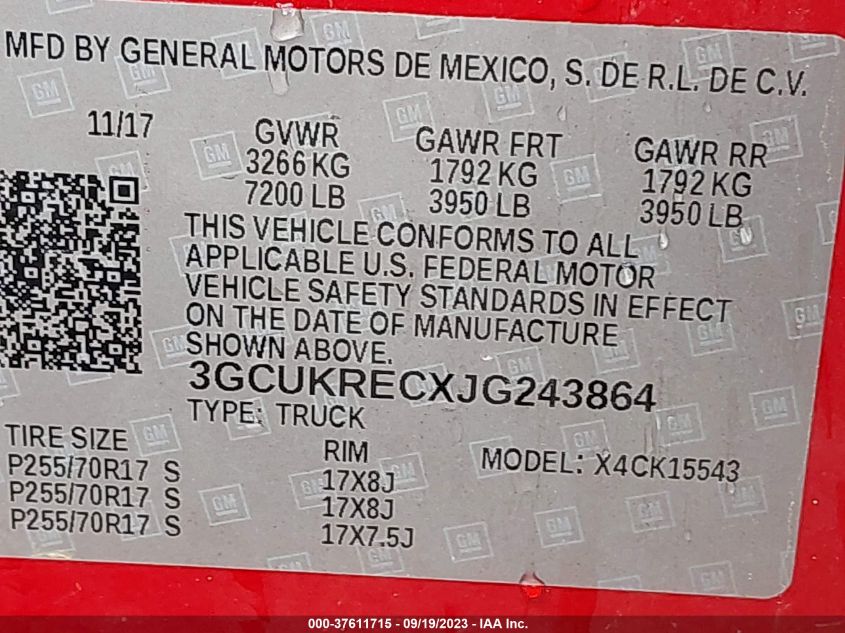 MFD BY GENERAL MOTORS DE MEXICO, S. DE R.L. DE C.V.
11/17 GVWR GAWR FRT GAWR RR
3266 KG 1792 KG 1792 KG
7200 LB 3950 LB 3950 LB
THIS VEHICLE CONFORMS TO ALL
APPLICABLE U.S. FEDERAL MOTOR
VEHICLE SAFETY STANDARDS IN EFFECT
ON THE DATE OF MANUFACTURE
SHOWN ABOVE.
3GCUKRECXJG243864
TYPE: TRUCK
TIRE SIZE RIM MODEL: X4CK15543
P255/70R17 S 17X8J
P255/70R17 S 17X8J
P255/70R17 S 17X7.5J
000-37611715 - 09/19/2023 - IAA Inc.